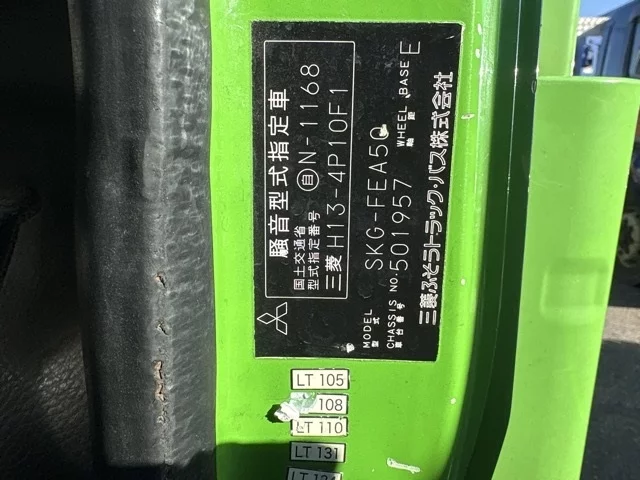 騒音型式指定車
国土交通省
型式指定番号 自 N-1168
三菱 H13-4P10F1
MODEL
型式 SKG-FEA50
CHASSIS NO. 501957 WHEEL BASE E
車台番号 軸距
三菱ふそうトラック・バス株式会社
LT 105
108
LT 110
LT 131